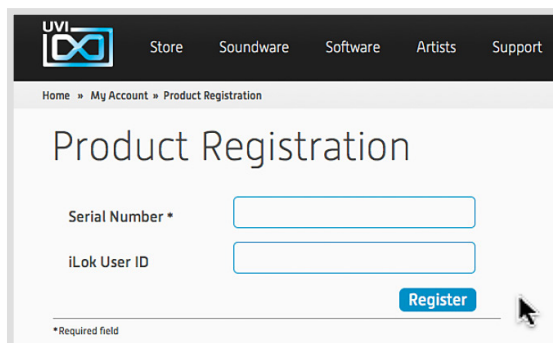 UVI
Store Soundware Software Artists Support
Home » My Account » Product Registration
Product Registration
Serial Number *
iLok User ID
Register
*Required field